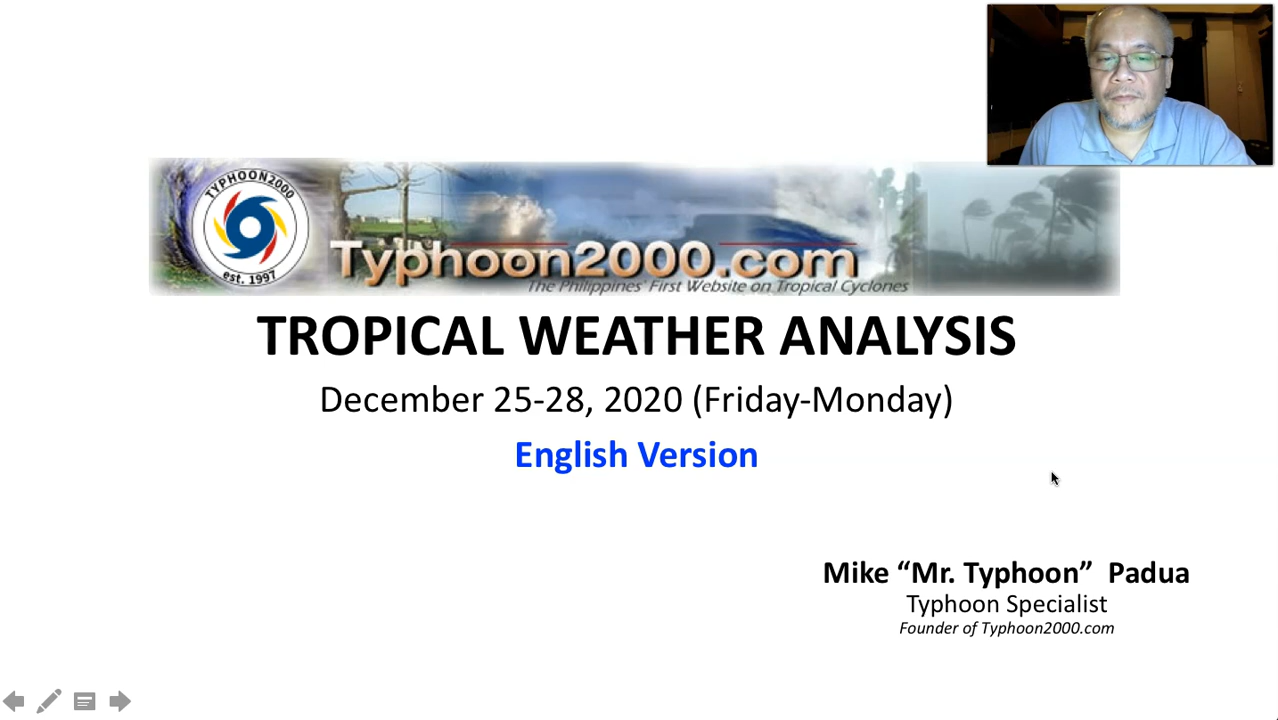 TYPHOON2000
est. 1997
Typhoon2000.com
The Philippines' First Website on Tropical Cyclones
TROPICAL WEATHER ANALYSIS
December 25-28, 2020 (Friday-Monday)
English Version
Mike “Mr. Typhoon” Padua
Typhoon Specialist
Founder of Typhoon2000.com